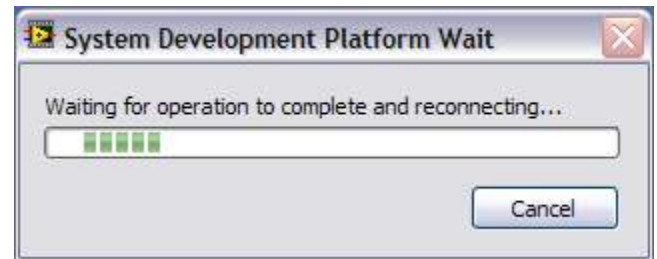 System Development Platform Wait
Waiting for operation to complete and reconnecting...
Cancel